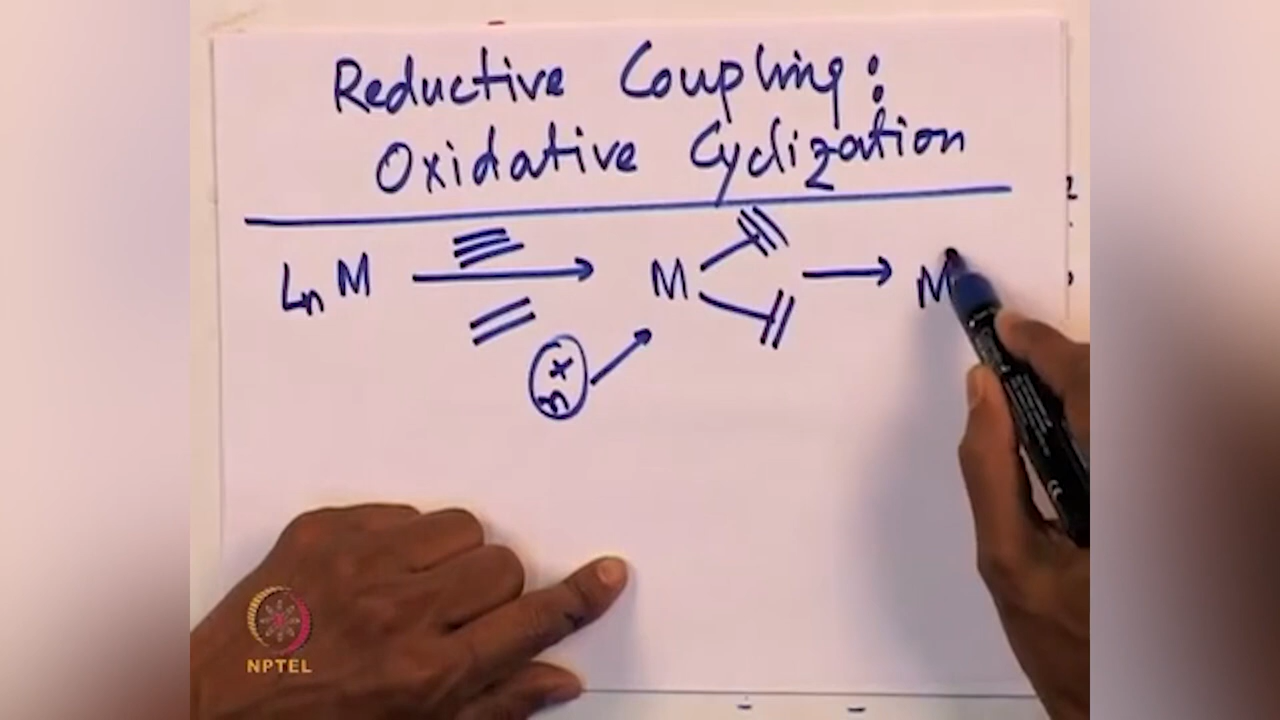 Reductive Coupling:
Oxidative Cyclization
LnM
M
M
x
NPTEL